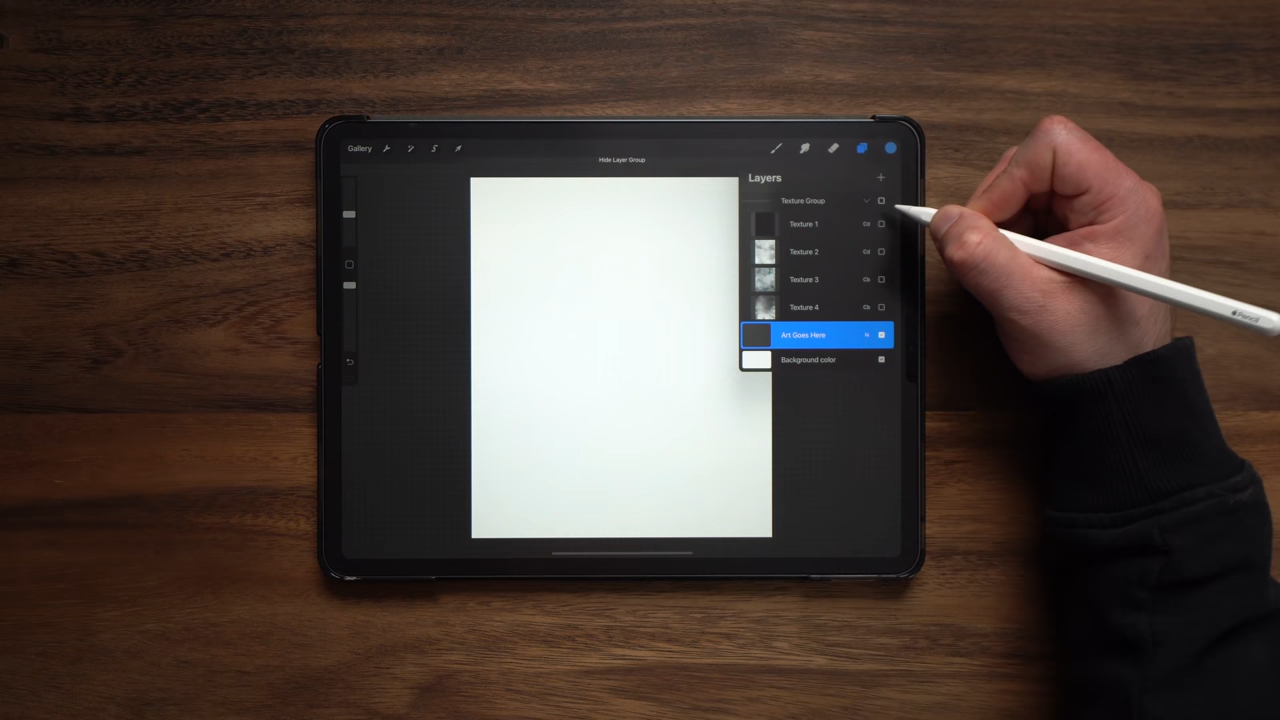 Gallery
Hide Layer Group
Layers
Texture Group
Texture 1
Texture 2
Texture 3
Texture 4
Art Goes Here N
Background color
Pencil